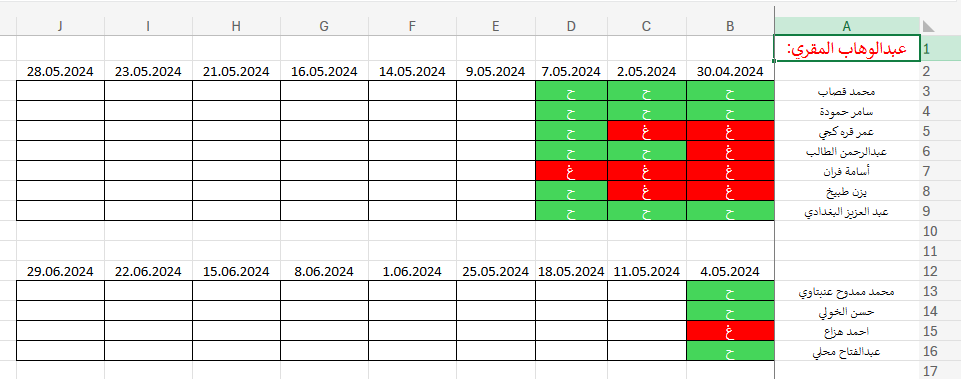 A B C D E F G H I J
1 عبدالوهاب المقري:
2 30.04.2024 2.05.2024 7.05.2024 9.05.2024 14.05.2024 16.05.2024 21.05.2024 23.05.2024 28.05.2024
3 محمد قصاب ح ح ح
4 سامر حمودة ح ح ح
5 عمر قره كجي غ غ ح
6 عبدالرحمن الطالب غ ح ح
7 أسامة فران غ غ غ
8 يزن طبيخ غ غ ح
9 عبد العزيز البغدادي ح ح ح
10
11
12 4.05.2024 11.05.2024 18.05.2024 25.05.2024 1.06.2024 8.06.2024 15.06.2024 22.06.2024 29.06.2024
13 محمد ممدوح عنبتاوي ح
14 حسن الخولي ح
15 احمد هزاع غ
16 عبدالفتاح محلي ح
17